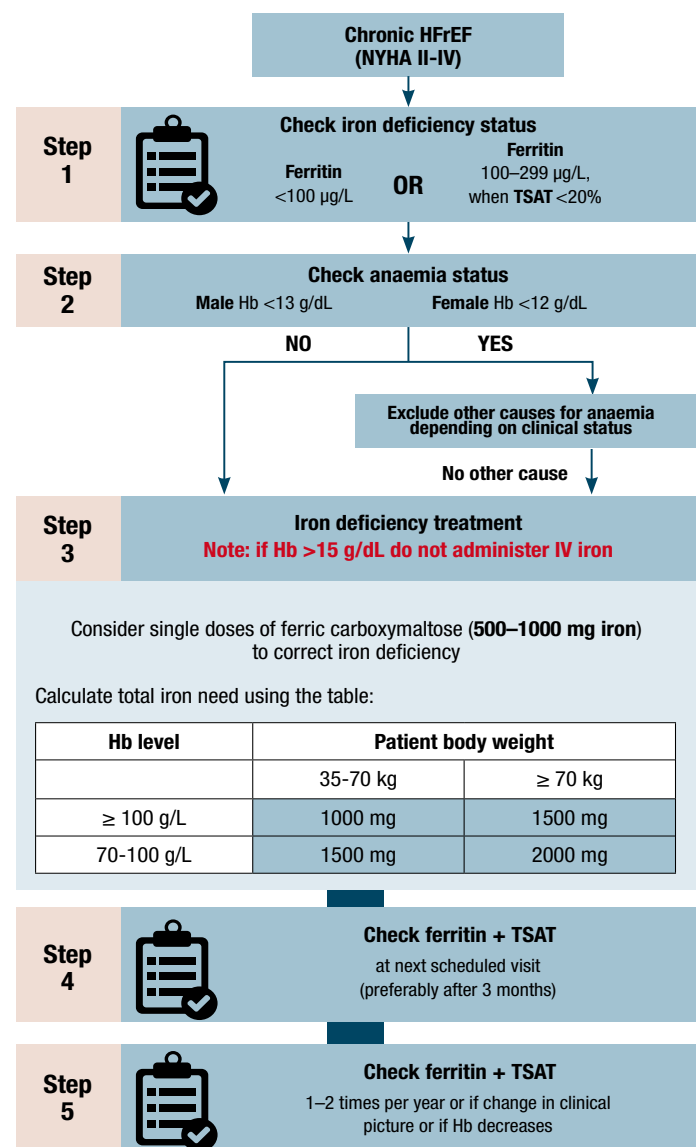 Chronic HFrEF
(NYHA II-IV)
Step
1
Check iron deficiency status
Ferritin
<100 µg/L
OR
Ferritin
100–299 µg/L,
when TSAT <20%
Step
2
Check anaemia status
Male Hb <13 g/dL
Female Hb <12 g/dL
NO
YES
Exclude other causes for anaemia
depending on clinical status
No other cause
Step
3
Iron deficiency treatment
Note: if Hb >15 g/dL do not administer IV iron
Consider single doses of ferric carboxymaltose (500–1000 mg iron)
to correct iron deficiency
Calculate total iron need using the table:
Hb level
Patient body weight
35-70 kg
≥ 70 kg
≥ 100 g/L
1000 mg
1500 mg
70-100 g/L
1500 mg
2000 mg
Step
4
Check ferritin + TSAT
at next scheduled visit
(preferably after 3 months)
Step
5
Check ferritin + TSAT
1–2 times per year or if change in clinical
picture or if Hb decreases